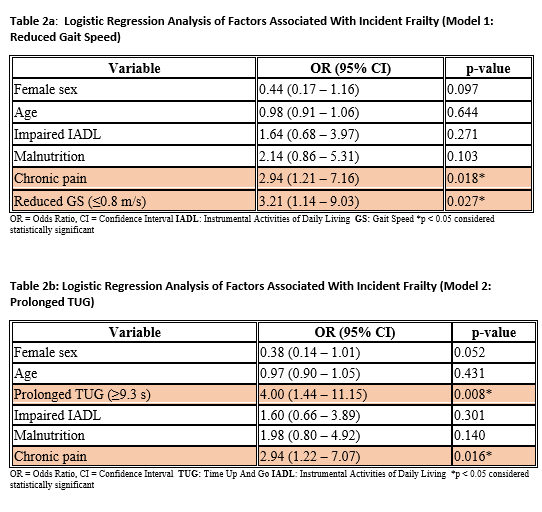 Table 2a: Logistic Regression Analysis of Factors Associated With Incident Frailty (Model 1:
Reduced Gait Speed)
Variable OR (95% CI) p-value
Female sex 0.44 (0.17 – 1.16) 0.097
Age 0.98 (0.91 – 1.06) 0.644
Impaired IADL 1.64 (0.68 – 3.97) 0.271
Malnutrition 2.14 (0.86 – 5.31) 0.103
Chronic pain 2.94 (1.21 – 7.16) 0.018*
Reduced GS (≤0.8 m/s) 3.21 (1.14 – 9.03) 0.027*
OR = Odds Ratio, CI = Confidence Interval IADL: Instrumental Activities of Daily Living GS: Gait Speed *p < 0.05 considered
statistically significant
Table 2b: Logistic Regression Analysis of Factors Associated With Incident Frailty (Model 2:
Prolonged TUG)
Variable OR (95% CI) p-value
Female sex 0.38 (0.14 – 1.01) 0.052
Age 0.97 (0.90 – 1.05) 0.431
Prolonged TUG (≥9.3 s) 4.00 (1.44 – 11.15) 0.008*
Impaired IADL 1.60 (0.66 – 3.89) 0.301
Malnutrition 1.98 (0.80 – 4.92) 0.140
Chronic pain 2.94 (1.22 – 7.07) 0.016*
OR = Odds Ratio, CI = Confidence Interval TUG: Time Up And Go IADL: Instrumental Activities of Daily Living *p < 0.05 considered
statistically significant